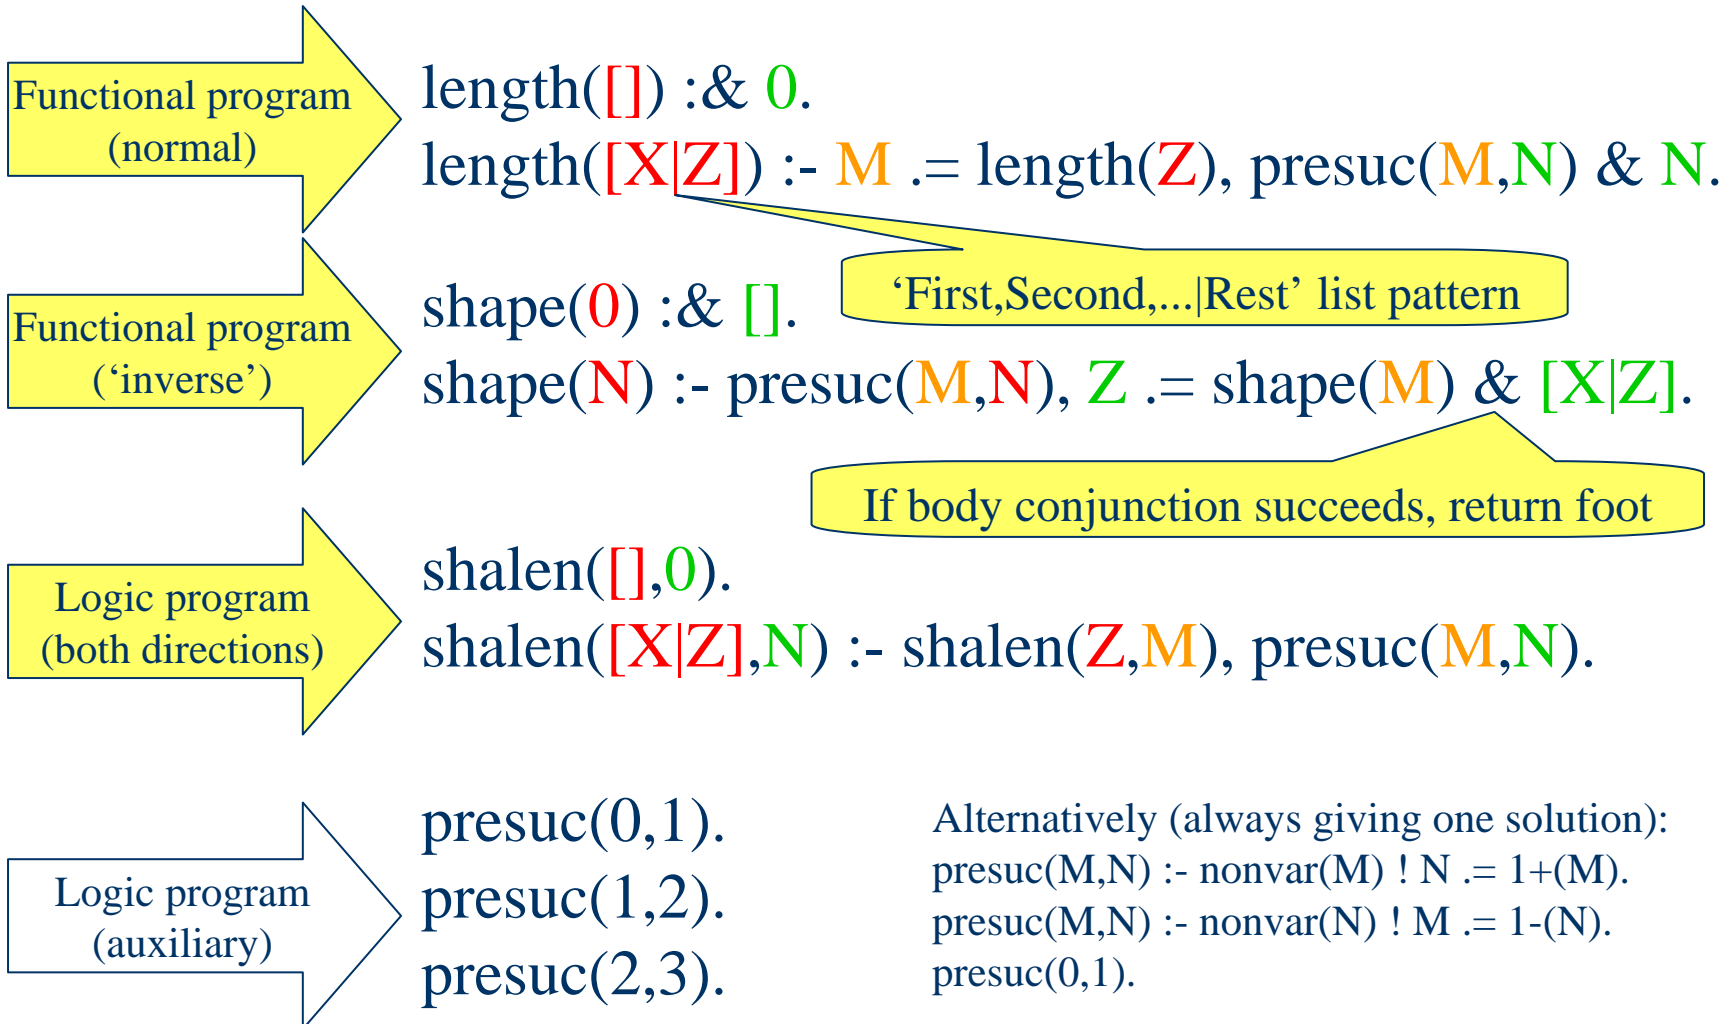 Functional program
(normal)
length([]) :& 0.
length([X|Z]) :- M .= length(Z), presuc(M,N) & N.
‘First,Second,...|Rest’ list pattern
Functional program
(‘inverse’)
shape(0) :& [].
shape(N) :- presuc(M,N), Z .= shape(M) & [X|Z].
If body conjunction succeeds, return foot
Logic program
(both directions)
shalen([],0).
shalen([X|Z],N) :- shalen(Z,M), presuc(M,N).
Logic program
(auxiliary)
presuc(0,1).
presuc(1,2).
presuc(2,3).
Alternatively (always giving one solution):
presuc(M,N) :- nonvar(M) ! N .= 1+(M).
presuc(M,N) :- nonvar(N) ! M .= 1-(N).
presuc(0,1).